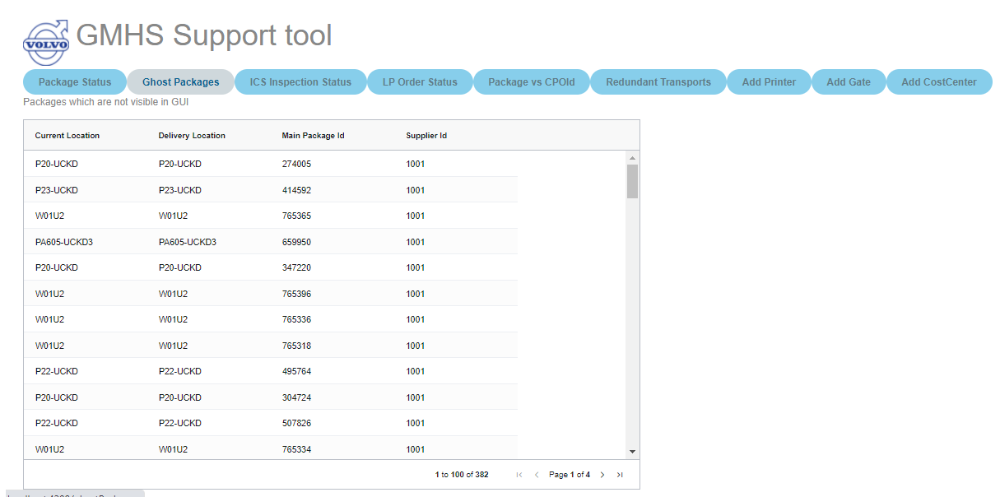 VOLVO GMHS Support tool
Package Status Ghost Packages ICS Inspection Status LP Order Status Package vs CPOId Redundant Transports Add Printer Add Gate Add CostCenter
Packages which are not visible in GUI
Current Location Delivery Location Main Package Id Supplier Id
P20-UCKD P20-UCKD 274005 1001
P23-UCKD P23-UCKD 414592 1001
W01U2 W01U2 765365 1001
PA605-UCKD3 PA605-UCKD3 659950 1001
P20-UCKD P20-UCKD 347220 1001
W01U2 W01U2 765396 1001
W01U2 W01U2 765336 1001
W01U2 W01U2 765318 1001
P22-UCKD P22-UCKD 495764 1001
P20-UCKD P20-UCKD 304724 1001
P22-UCKD P22-UCKD 507826 1001
W01U2 W01U2 765334 1001
1 to 100 of 382 Page 1 of 4